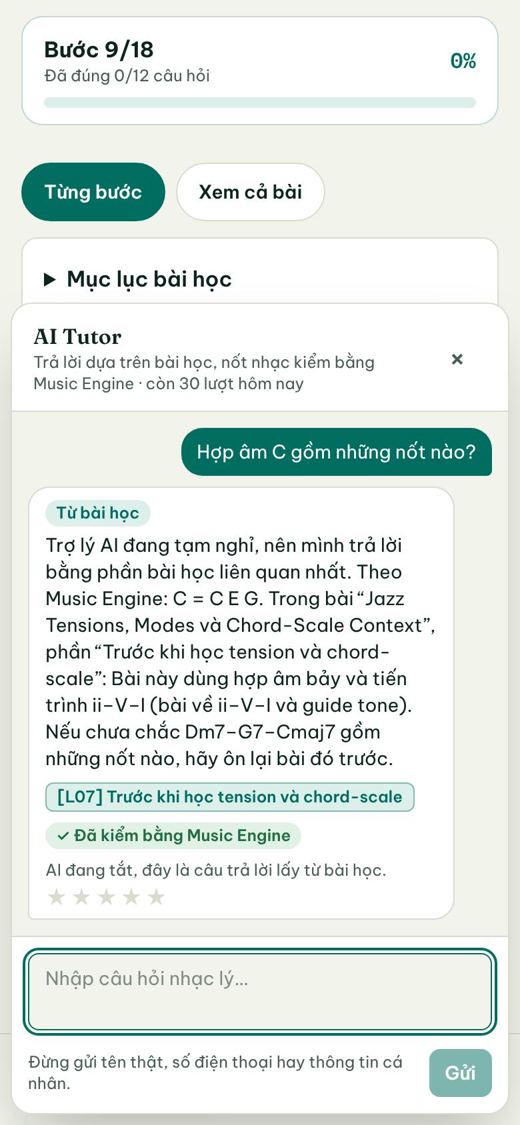 Bước 9/18
Đã đúng 0/12 câu hỏi
0%
Từng bước
Xem cả bài
▶ Mục lục bài học
AI Tutor
Trả lời dựa trên bài học, nốt nhạc kiểm bằng
Music Engine · còn 30 lượt hôm nay
×
Hợp âm C gồm những nốt nào?
Từ bài học
Trợ lý AI đang tạm nghỉ, nên mình trả lời
bằng phần bài học liên quan nhất. Theo
Music Engine: C = C E G. Trong bài “Jazz
Tensions, Modes và Chord-Scale Context”,
phần “Trước khi học tension và chord-
scale”: Bài này dùng hợp âm bảy và tiến
trình ii–V–I (bài về ii–V–I và guide tone).
Nếu chưa chắc Dm7–G7–Cmaj7 gồm
những nốt nào, hãy ôn lại bài đó trước.
[L07] Trước khi học tension và chord-scale
✓ Đã kiểm bằng Music Engine
AI đang tắt, đây là câu trả lời lấy từ bài học.
★★★★★
Nhập câu hỏi nhạc lý…
Đừng gửi tên thật, số điện thoại hay thông tin cá
nhân.
Gửi